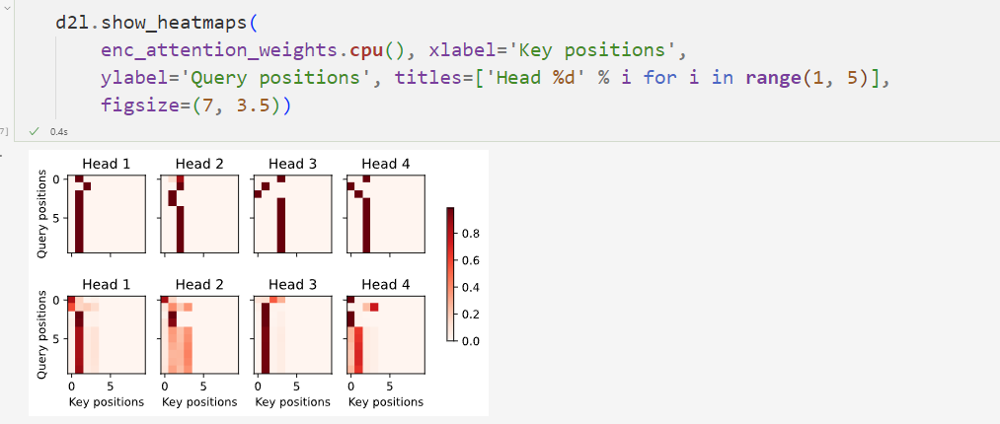 d2l.show_heatmaps(
enc_attention_weights.cpu(), xlabel='Key positions',
ylabel='Query positions', titles=['Head %d' % i for i in range(1, 5)],
figsize=(7, 3.5))
7]
0.4s
Head 1 Head 2 Head 3 Head 4
Query positions
0
5
0.8
0.6
0.4
0.2
0.0
Head 1 Head 2 Head 3 Head 4
Query positions
0
5
0 5 0 5 0 5 0 5
Key positions Key positions Key positions Key positions